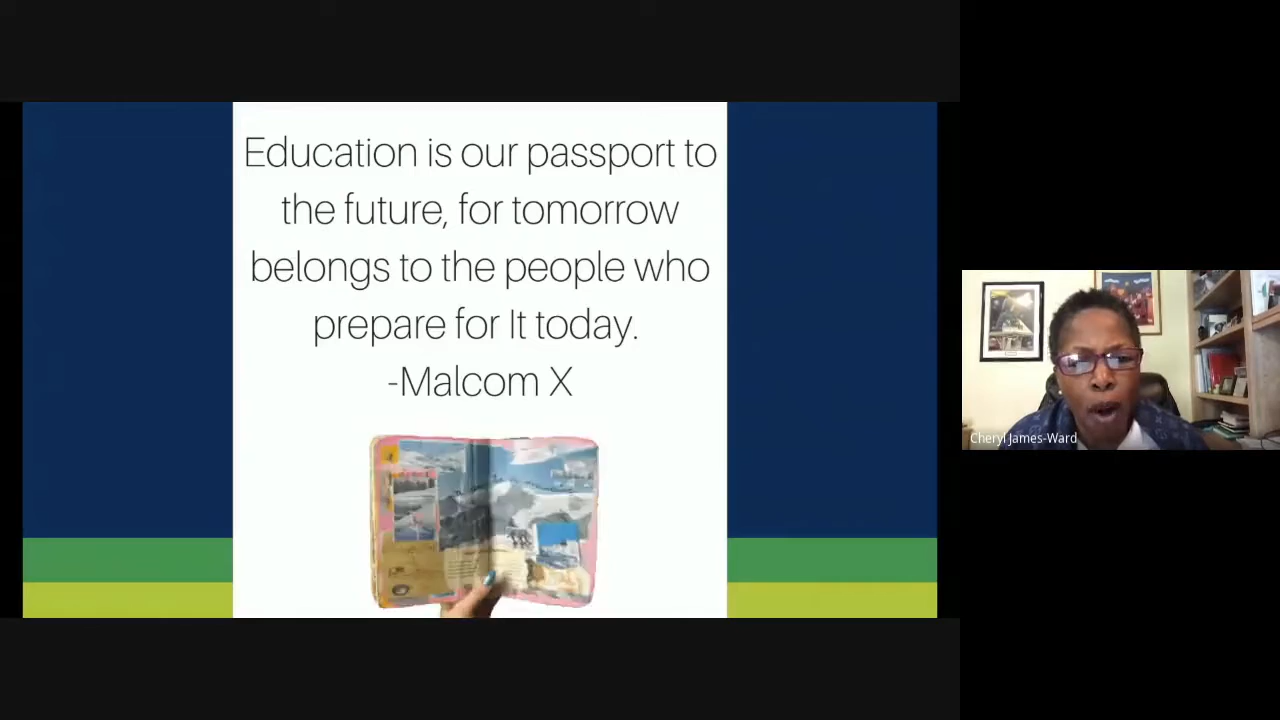 Education is our passport to
the future, for tomorrow
belongs to the people who
prepare for It today.
-Malcom X
Cheryl James-Ward